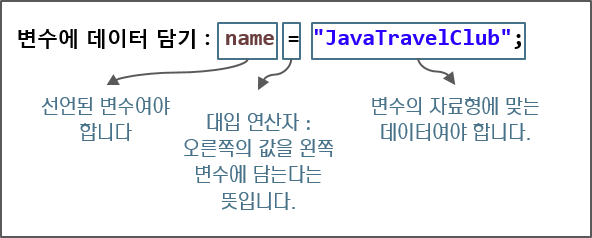 변수에 데이터 담기 : name = "JavaTravelClub";
선언된 변수여야
합니다
대입 연산자 :
오른쪽의 값을 왼쪽
변수에 담는다는
뜻입니다.
변수의 자료형에 맞는
데이터여야 합니다.